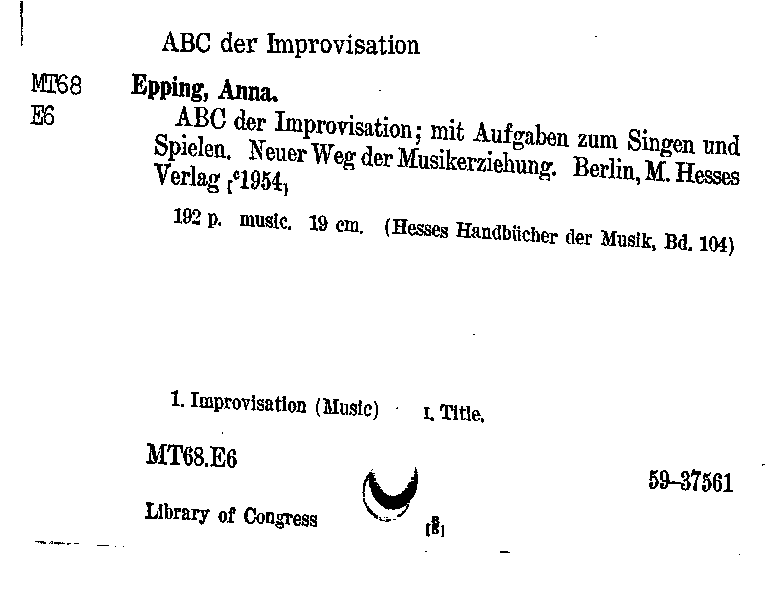 ABC der Improvisation
MT68 Epping, Anna.
E6 ABC der Improvisation; mit Aufgaben zum Singen und
Spielen. Neuer Weg der Musikerziehung. Berlin, M. Hesses
Verlag [c1954]
192 p. music. 19 cm. (Hesses Handbücher der Musik, Bd. 104)
1. Improvisation (Music) I. Title.
MT68.E6
59–37561
Library of Congress